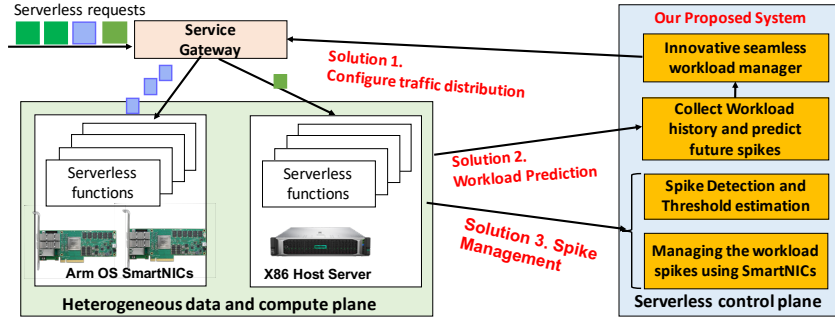 Serverless requests
Service
Gateway
Solution 1.
Configure traffic distribution
Our Proposed System
Innovative seamless
workload manager
Collect Workload
history and predict
future spikes
Solution 2.
Workload Prediction
Serverless
functions
Serverless
functions
Spike Detection and
Threshold estimation
Solution 3. Spike
Management
Managing the workload
spikes using SmartNICs
Arm OS SmartNICs
X86 Host Server
Heterogeneous data and compute plane
Serverless control plane